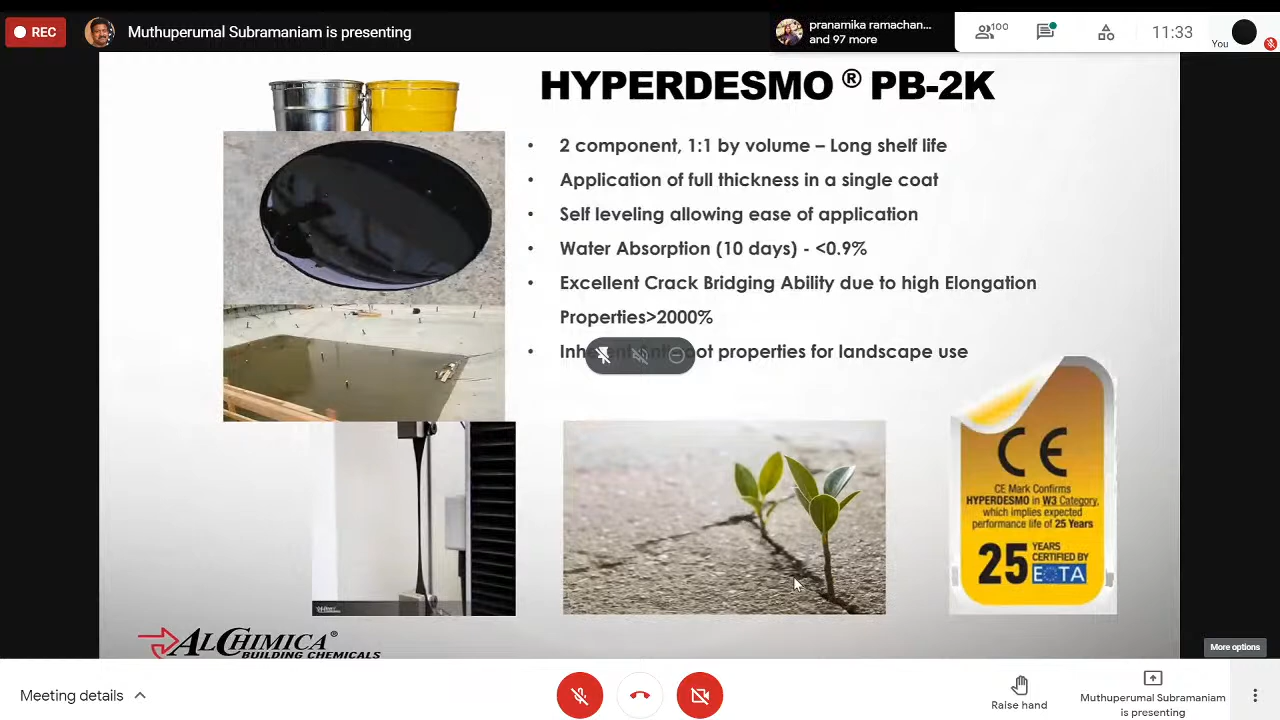 REC
Muthuperumal Subramaniam is presenting
pranamika ramachan...
and 97 more
100
11:33
You
HYPERDESMO ® PB-2K
• 2 component, 1:1 by volume – Long shelf life
• Application of full thickness in a single coat
• Self leveling allowing ease of application
• Water Absorption (10 days) - <0.9%
• Excellent Crack Bridging Ability due to high Elongation
Properties>2000%
• properties for landscape use
CE
CE Mark Confirms
HYPERDESMO in W3 Category,
which implies expected
performance life of 25 Years
25 YEARS
CERTIFIED BY
EOTA
ALCHIMICA®
BUILDING CHEMICALS
More options
Meeting details
Raise hand
Muthuperumal Subramaniam
is presenting